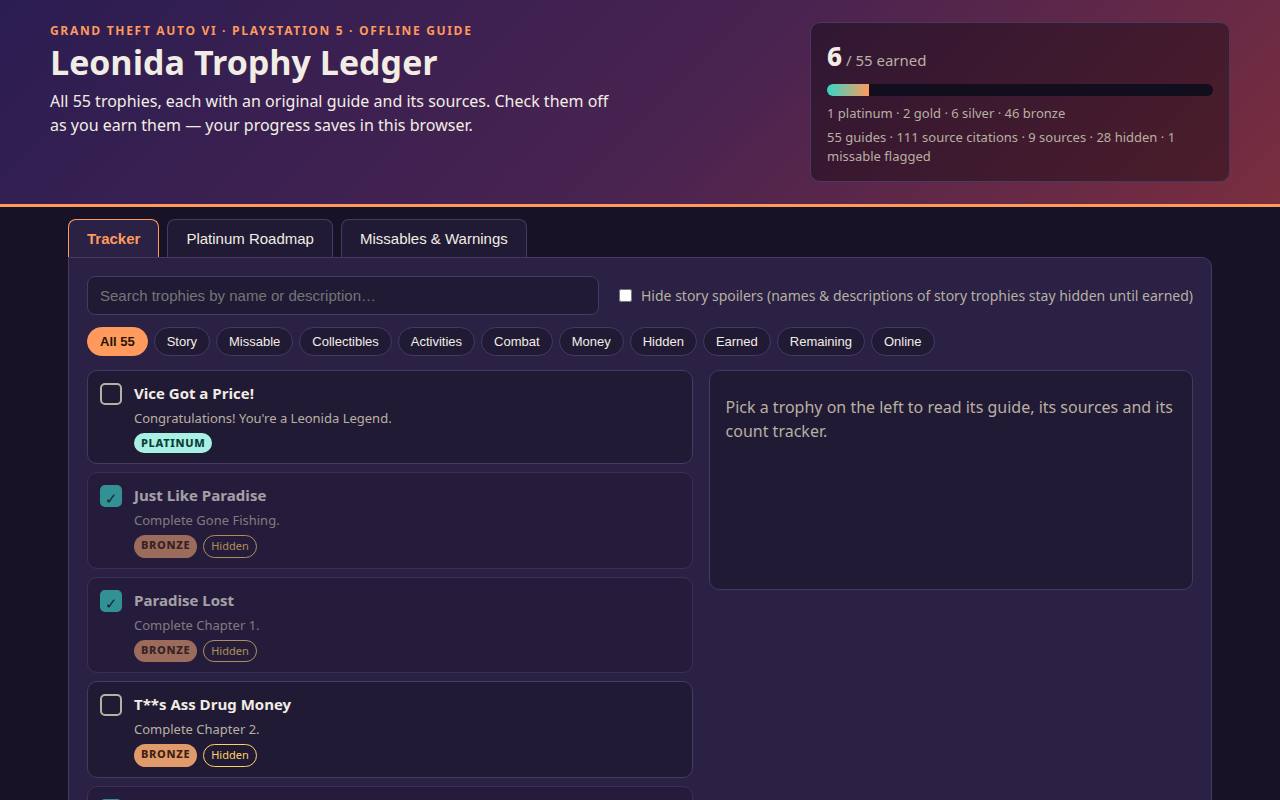 GRAND THEFT AUTO VI · PLAYSTATION 5 · OFFLINE GUIDE
Leonida Trophy Ledger
All 55 trophies, each with an original guide and its sources. Check them off
as you earn them — your progress saves in this browser.
6 / 55 earned
1 platinum · 2 gold · 6 silver · 46 bronze
55 guides · 111 source citations · 9 sources · 28 hidden · 1
missable flagged
Tracker
Platinum Roadmap
Missables & Warnings
Search trophies by name or description…
Hide story spoilers (names & descriptions of story trophies stay hidden until earned)
All 55
Story
Missable
Collectibles
Activities
Combat
Money
Hidden
Earned
Remaining
Online
Vice Got a Price!
Congratulations! You're a Leonida Legend.
PLATINUM
✓
Just Like Paradise
Complete Gone Fishing.
BRONZE
Hidden
✓
Paradise Lost
Complete Chapter 1.
BRONZE
Hidden
T**s Ass Drug Money
Complete Chapter 2.
BRONZE
Hidden
Pick a trophy on the left to read its guide, its sources and its
count tracker.